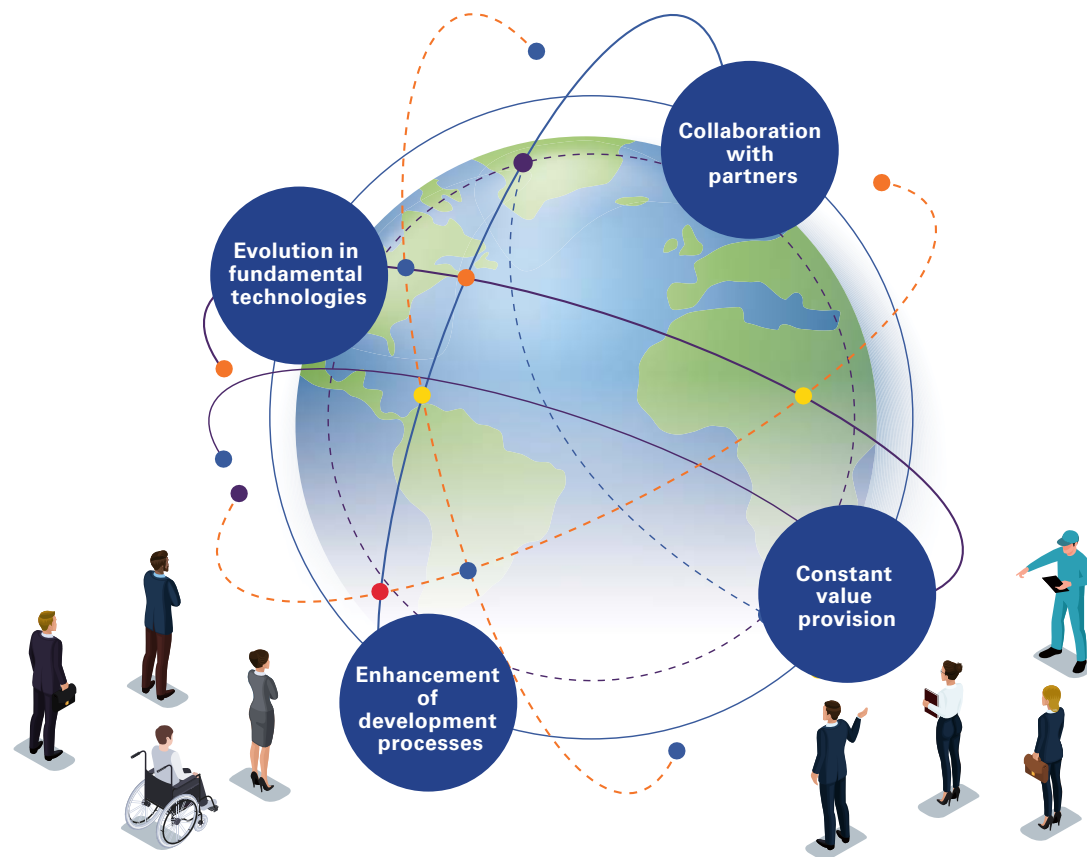 Collaboration
with
partners
Evolution in
fundamental
technologies
Constant
value
provision
Enhancement
of
development
processes